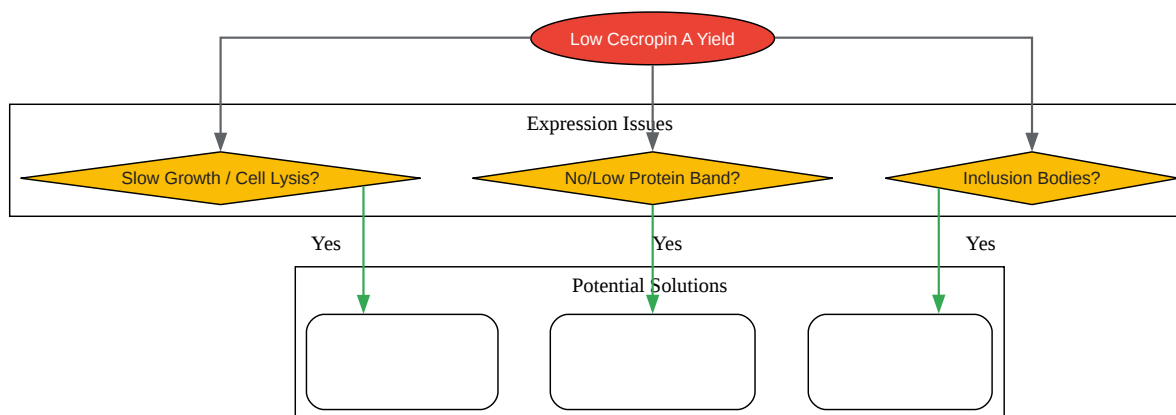 Low Cecropin A Yield
Expression Issues
Slow Growth / Cell Lysis?
No/Low Protein Band?
Inclusion Bodies?
Yes
Yes
Yes
Potential Solutions